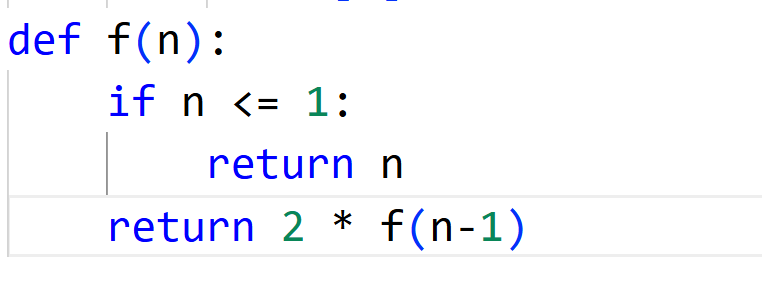 def f(n):
    if n <= 1:
        return n
    return 2 * f(n-1)